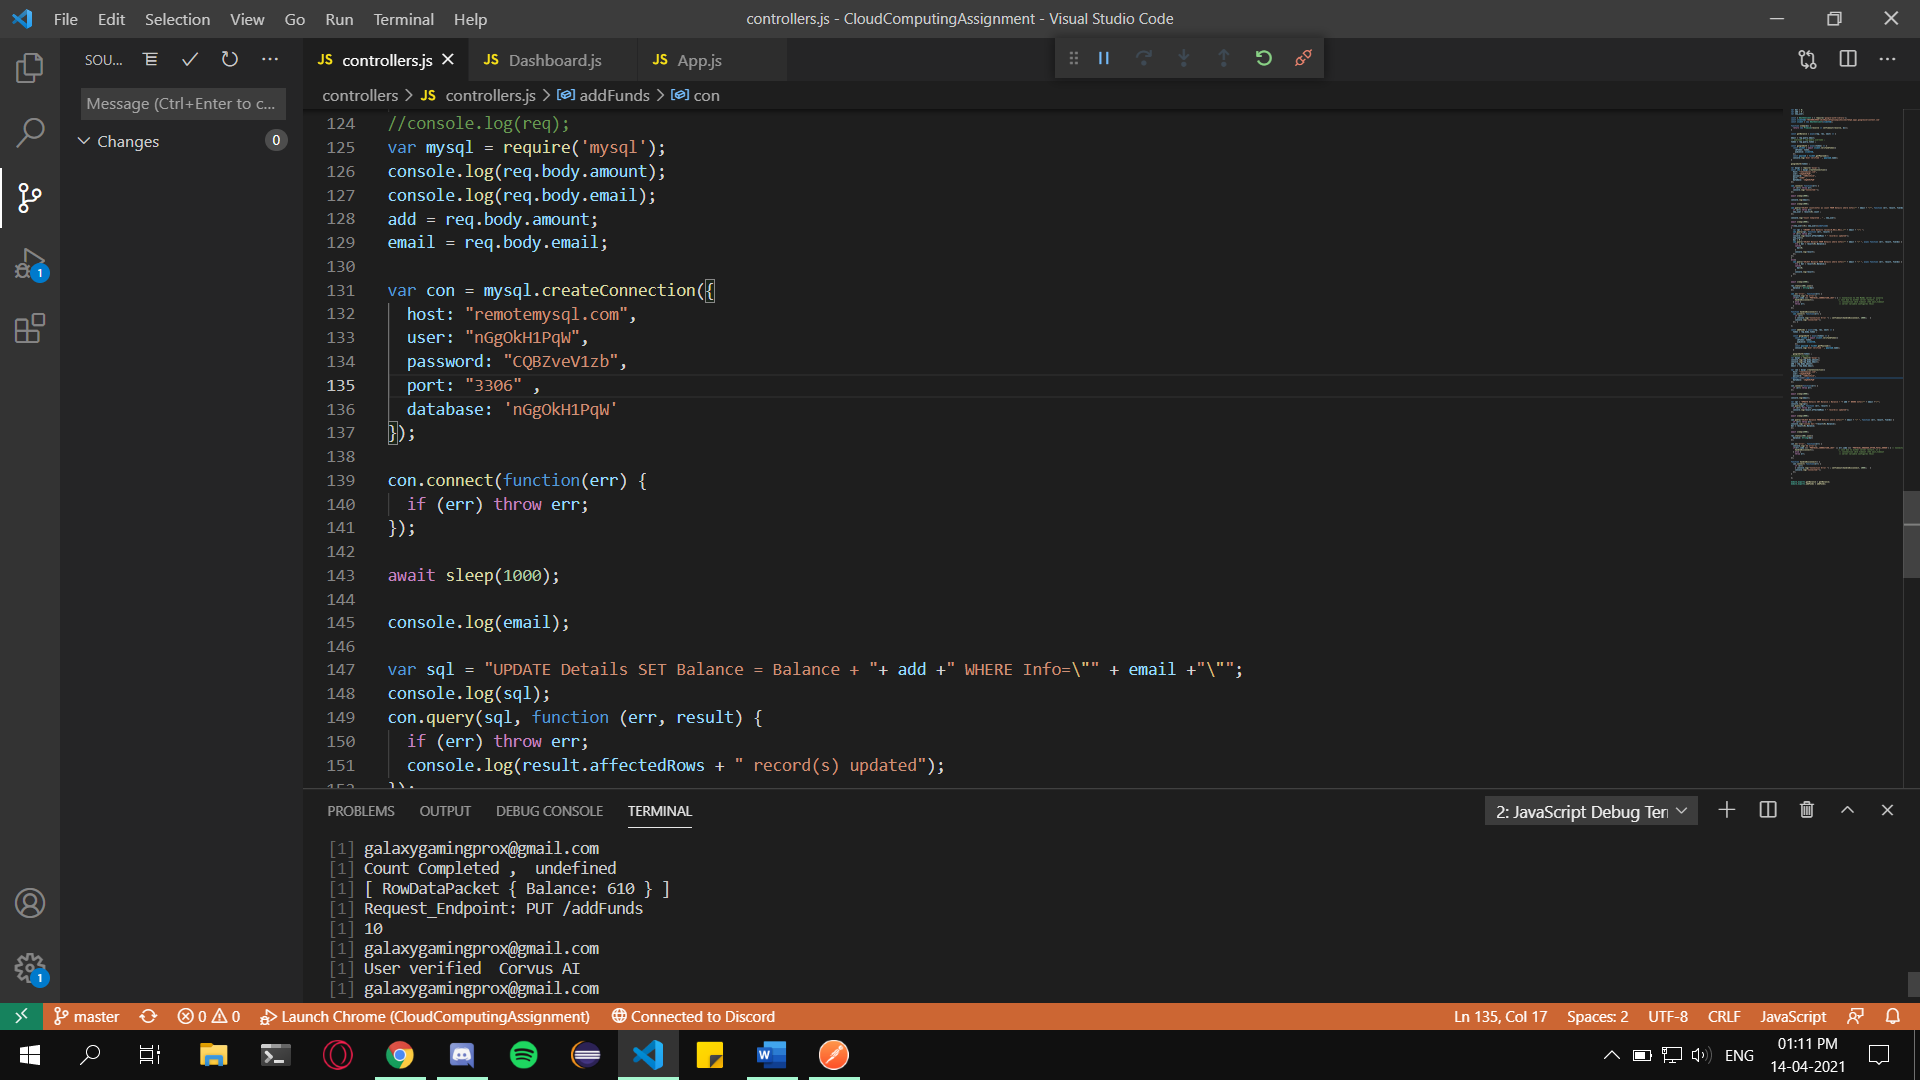 File Edit Selection View Go Run Terminal Help
controllers.js - CloudComputingAssignment - Visual Studio Code
SOU...
JS controllers.js
JS Dashboard.js
JS App.js
Message (Ctrl+Enter to c...
Changes 0
controllers > JS controllers.js > addFunds > con
124 //console.log(req);
125 var mysql = require('mysql');
126 console.log(req.body.amount);
127 console.log(req.body.email);
128 add = req.body.amount;
129 email = req.body.email;
130
131 var con = mysql.createConnection({
132 host: "remotemysql.com",
133 user: "nGgOkH1PqW",
134 password: "CQBZveV1zb",
135 port: "3306" ,
136 database: 'nGgOkH1PqW'
137 });
138
139 con.connect(function(err) {
140 if (err) throw err;
141 });
142
143 await sleep(1000);
144
145 console.log(email);
146
147 var sql = "UPDATE Details SET Balance = Balance + "+ add +" WHERE Info=\"" + email +"\"";
148 console.log(sql);
149 con.query(sql, function (err, result) {
150 if (err) throw err;
151 console.log(result.affectedRows + " record(s) updated");
152 });
1
1
PROBLEMS OUTPUT DEBUG CONSOLE TERMINAL
2: JavaScript Debug Ter
[1] galaxygamingprox@gmail.com
[1] Count Completed , undefined
[1] [ RowDataPacket { Balance: 610 } ]
[1] Request_Endpoint: PUT /addFunds
[1] 10
[1] galaxygamingprox@gmail.com
[1] User verified Corvus AI
[1] galaxygamingprox@gmail.com
master 0 0 Launch Chrome (CloudComputingAssignment) Connected to Discord
Ln 135, Col 17 Spaces: 2 UTF-8 CRLF JavaScript
ENG
01:11 PM
14-04-2021